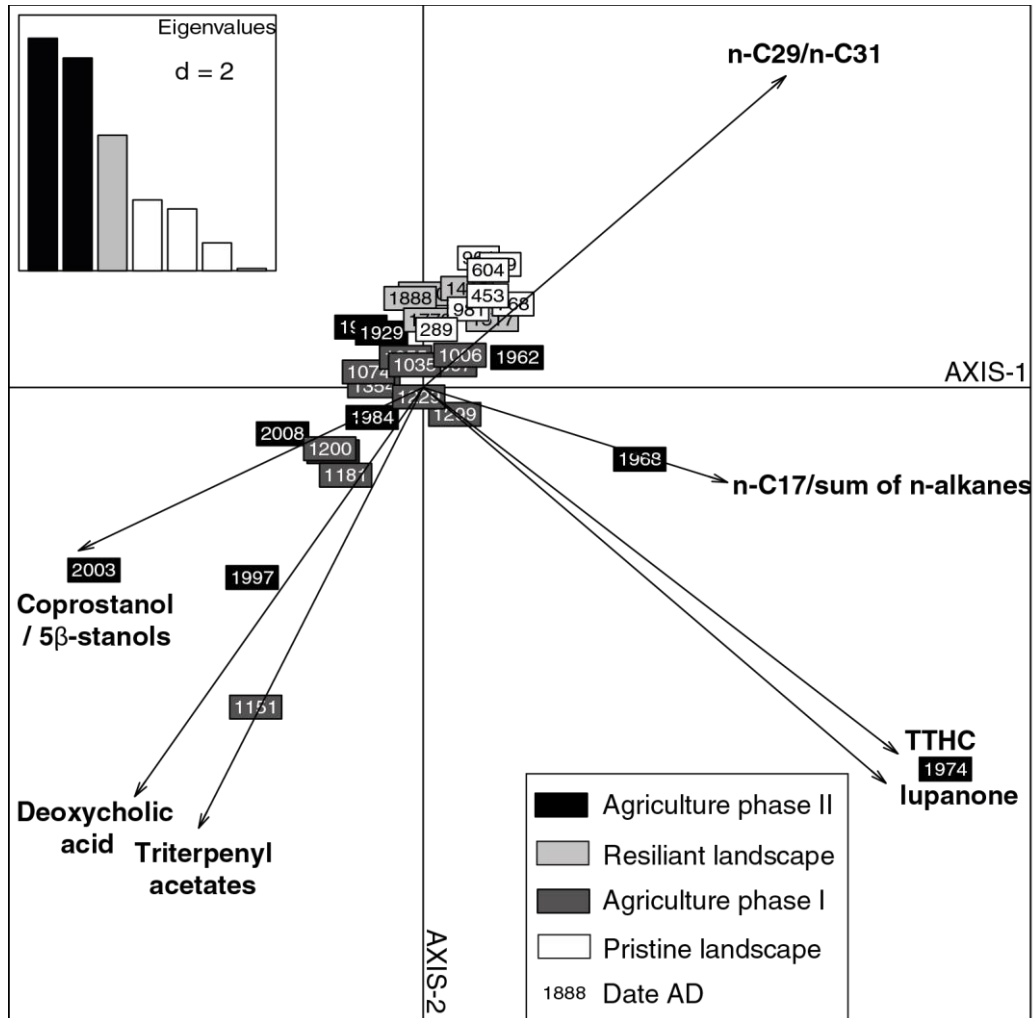 Eigenvalues
d = 2
n-C29/n-C31
604
453
1888
981
289
1929
1006
1962
1035
1074
1354
AXIS-1
1229
1299
1984
2008
1200
1181
1968
n-C17/sum of n-alkanes
2003
1997
Coprostanol
/ 5β-stanols
1151
TTHC
1974
lupanone
Deoxycholic
acid
Triterpenyl
acetates
AXIS-2
Agriculture phase II
Resiliant landscape
Agriculture phase I
Pristine landscape
1888 Date AD